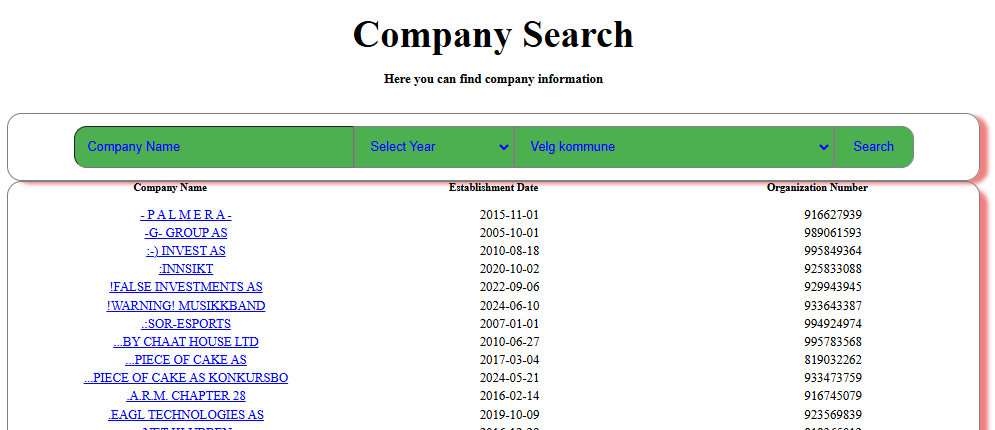 Company Search
Here you can find company information
Company Name Select Year Velg kommune Search
Company Name Establishment Date Organization Number
- P A L M E R A - 2015-11-01 916627939
-G- GROUP AS 2005-10-01 989061593
:-) INVEST AS 2010-08-18 995849364
:INNSIKT 2020-10-02 925833088
!FALSE INVESTMENTS AS 2022-09-06 929943945
!WARNING! MUSIKKBAND 2024-06-10 933643387
.:SOR-ESPORTS 2007-01-01 994924974
...BY CHAAT HOUSE LTD 2010-06-27 995783568
...PIECE OF CAKE AS 2017-03-04 819032262
...PIECE OF CAKE AS KONKURSBO 2024-05-21 933473759
.A.R.M. CHAPTER 28 2016-02-14 916745079
.EAGL TECHNOLOGIES AS 2019-10-09 923569839